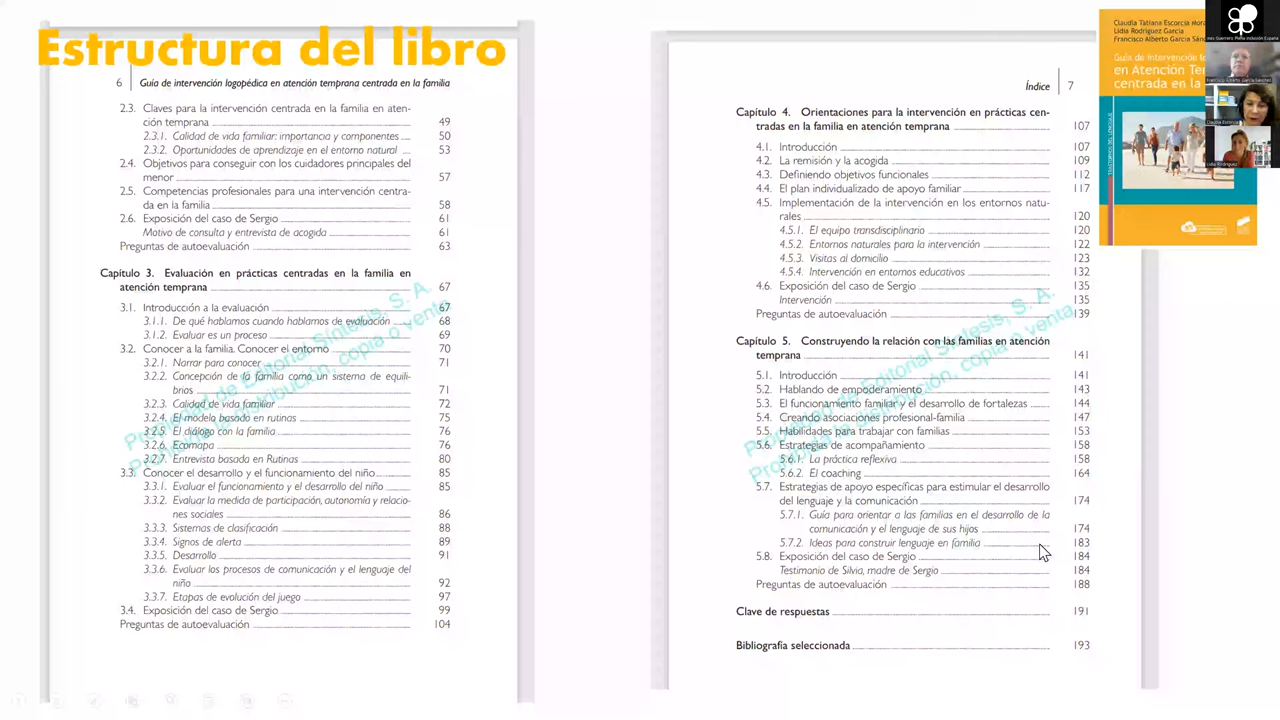 Estructura del libro
6 Guía de intervención logopédica en atención temprana centrada en la familia
2.3. Claves para la intervención centrada en la familia en aten-
ción temprana 49
2.3.1. Calidad de vida familiar: importancia y componentes 50
2.3.2. Oportunidades de aprendizaje en el entorno natural 53
2.4. Objetivos para conseguir con los cuidadores principales del
menor 57
2.5. Competencias profesionales para una intervención centra-
da en la familia 58
2.6. Exposición del caso de Sergio 61
Motivo de consulta y entrevista de acogida 61
Preguntas de autoevaluación 63
Capítulo 3. Evaluación en prácticas centradas en la familia en
atención temprana 67
3.1. Introducción a la evaluación 67
3.1.1. De qué hablamos cuando hablamos de evaluación 68
3.1.2. Evaluar es un proceso 69
3.2. Conocer a la familia. Conocer el entorno 70
3.2.1. Narrar para conocer 71
3.2.2. Concepción de la familia como un sistema de equili-
brios 71
3.2.3. Calidad de vida familiar 72
3.2.4. El modelo basado en rutinas 75
3.2.5. El diálogo con la familia 76
3.2.6. Ecomapa 76
3.2.7. Entrevista basada en Rutinas 80
3.3. Conocer el desarrollo y el funcionamiento del niño 85
3.3.1. Evaluar el funcionamiento y el desarrollo del niño 85
3.3.2. Evaluar la medida de participación, autonomía y relacio-
nes sociales 86
3.3.3. Sistemas de clasificación 88
3.3.4. Signos de alerta 89
3.3.5. Desarrollo 91
3.3.6. Evaluar los procesos de comunicación y el lenguaje del
niño 92
3.3.7. Etapas de evolución del juego 97
3.4. Exposición del caso de Sergio 99
Preguntas de autoevaluación 104
Índice 7
Capítulo 4. Orientaciones para la intervención en prácticas cen-
tradas en la familia en atención temprana 107
4.1. Introducción 107
4.2. La remisión y la acogida 109
4.3. Definiendo objetivos funcionales 112
4.4. El plan individualizado de apoyo familiar 117
4.5. Implementación de la intervención en los entornos natu-
rales 120
4.5.1. El equipo transdisciplinario 120
4.5.2. Entornos naturales para la intervención 122
4.5.3. Visitas al domicilio 123
4.5.4. Intervención en entornos educativos 132
4.6. Exposición del caso de Sergio 135
Intervención 135
Preguntas de autoevaluación 139
Capítulo 5. Construyendo la relación con las familias en atención
temprana 141
5.1. Introducción 141
5.2. Hablando de empoderamiento 143
5.3. El funcionamiento familiar y el desarrollo de fortalezas 144
5.4. Creando asociaciones profesional-familia 147
5.5. Habilidades para trabajar con familias 153
5.6. Estrategias de acompañamiento 158
5.6.1. La práctica reflexiva 158
5.6.2. El coaching 164
5.7. Estrategias de apoyo específicas para estimular el desarrollo
del lenguaje y la comunicación 174
5.7.1. Guía para orientar a las familias en el desarrollo de la
comunicación y el lenguaje de sus hijos 174
5.7.2. Ideas para construir lenguaje en familia 183
5.8. Exposición del caso de Sergio 184
Testimonio de Silvia, madre de Sergio 184
Preguntas de autoevaluación 188
Clave de respuestas 191
Bibliografía seleccionada 193
Claudia Tatiana Escorcia Mora
Lidia Rodríguez García
Francisco Alberto García Sánc
Guía de intervención lo
en Atención Te
centrada en la
TRASTORNOS DEL LENGUAJE
Francisco Alberto García Sánchez
Claudia Escorcia
Lidia Rodríguez